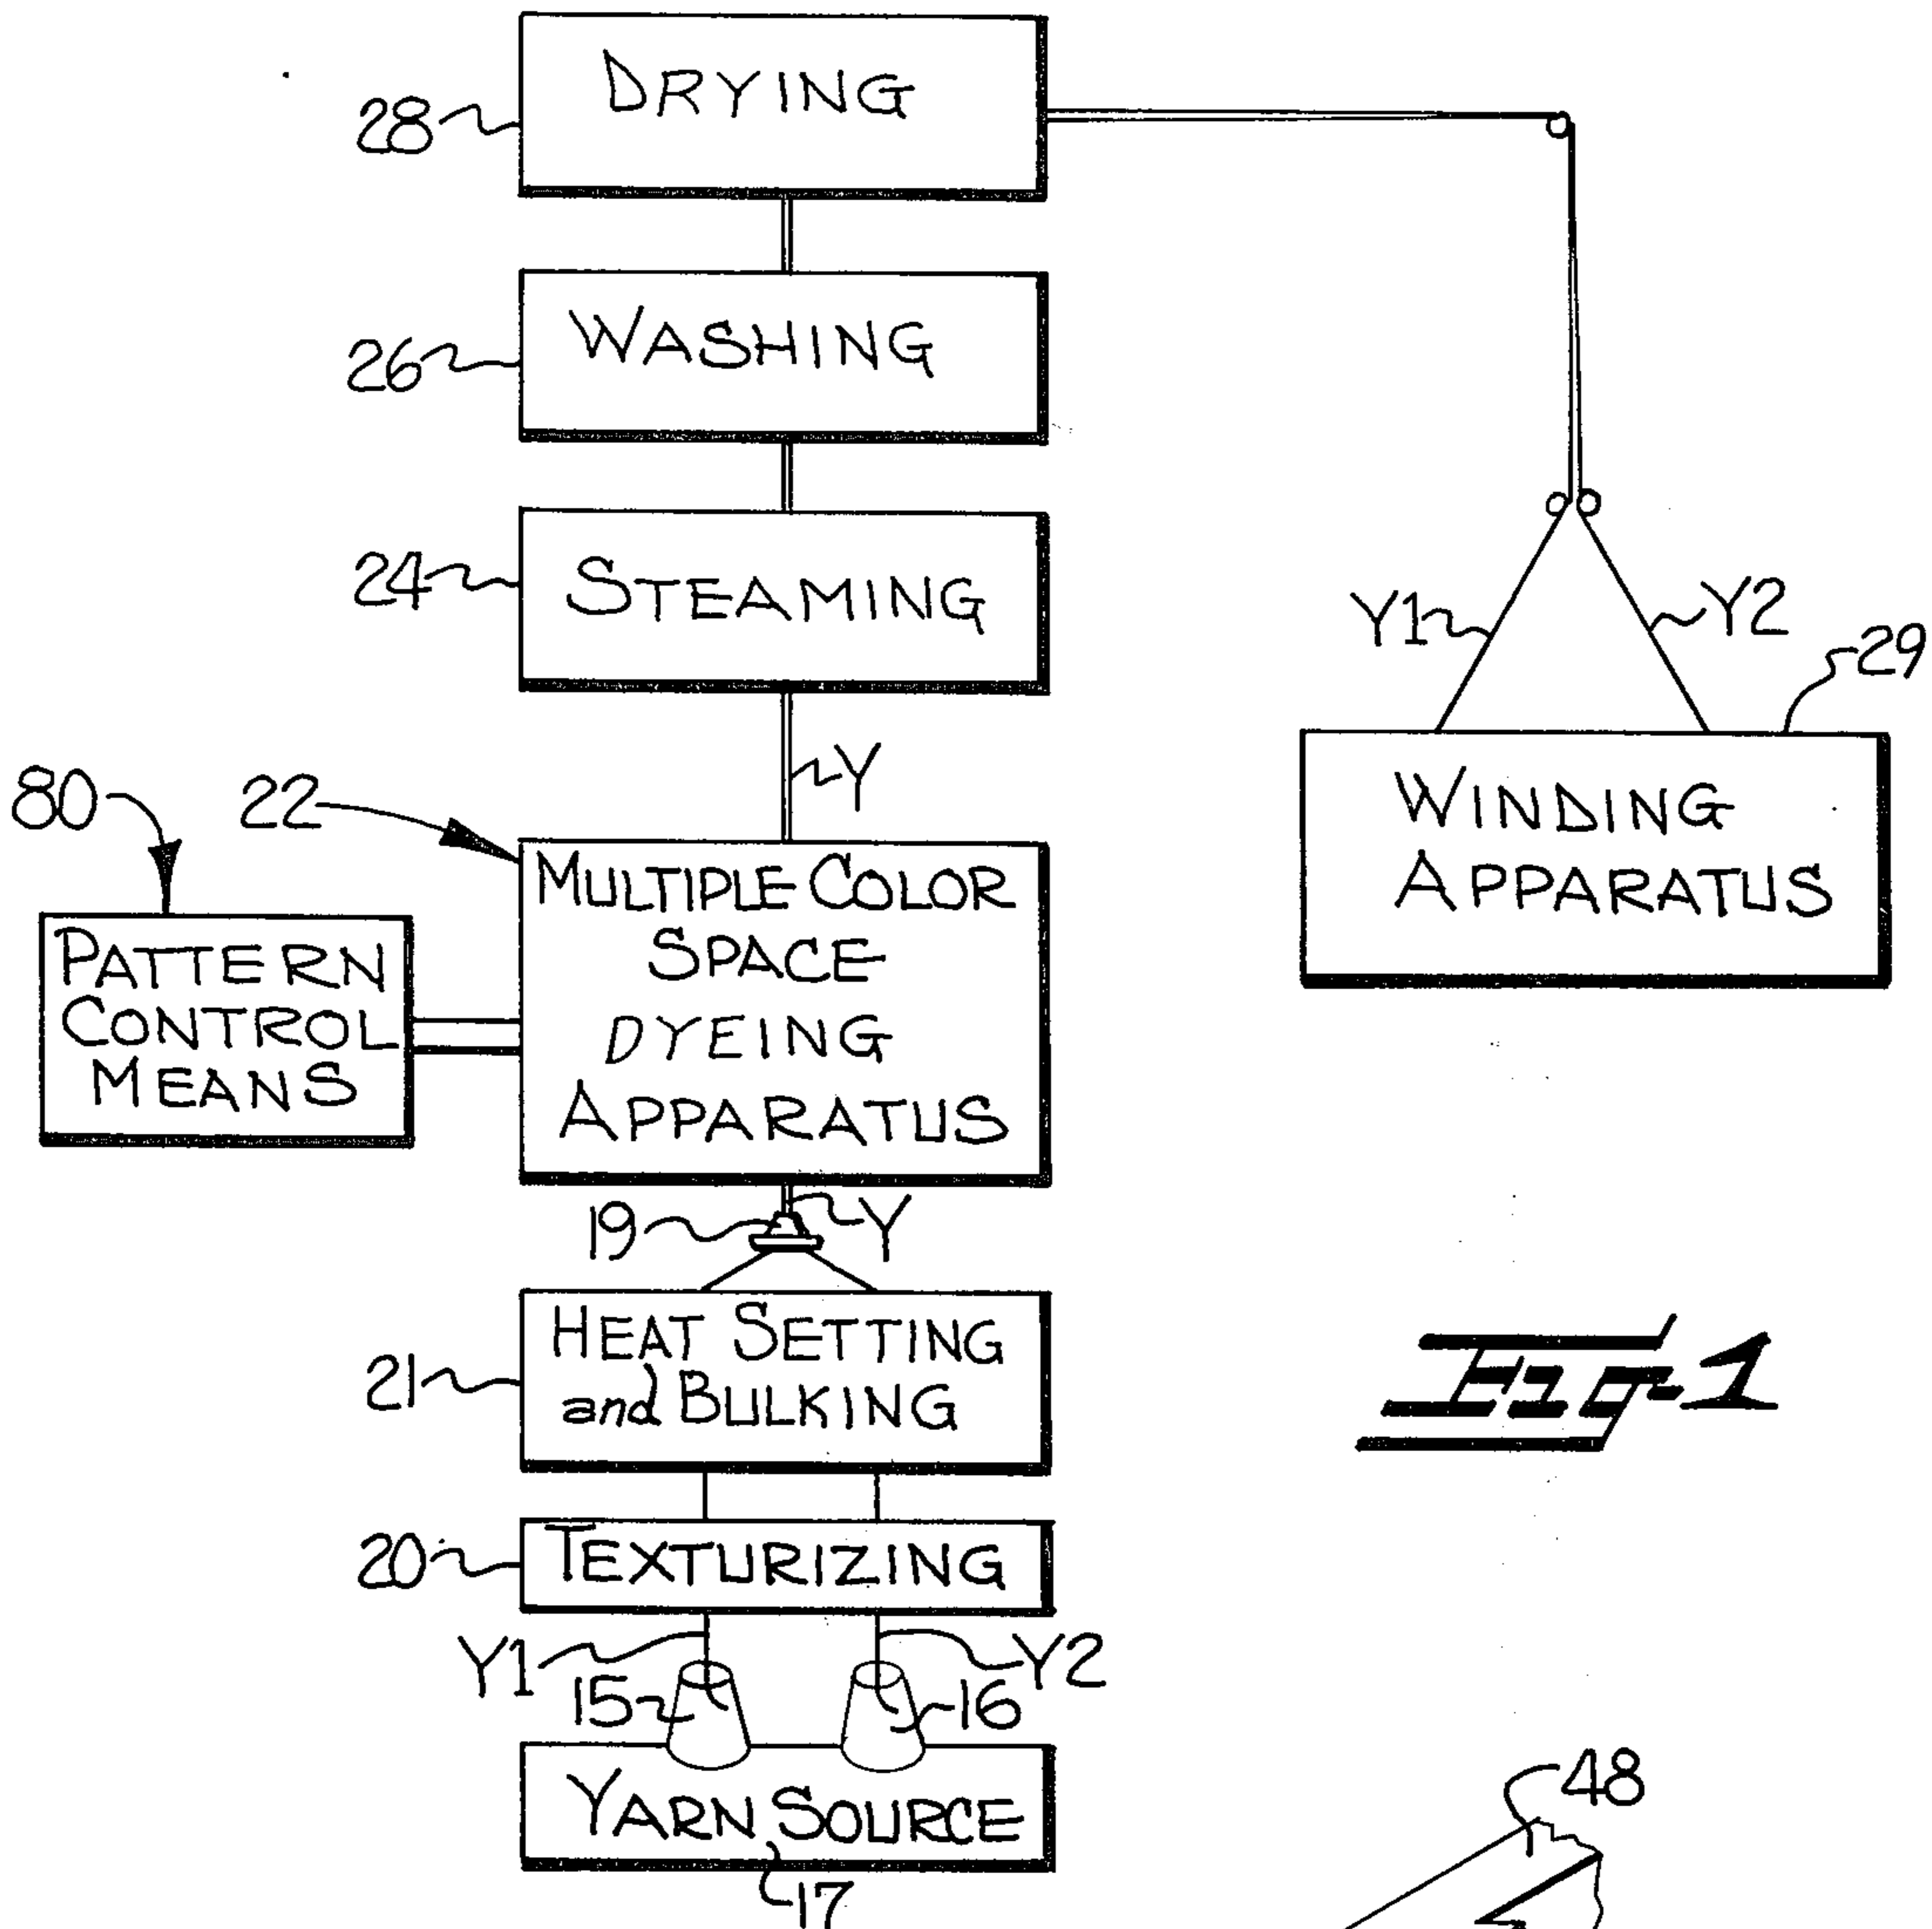 DRYING
28
WASHING
26
STEAMING
24
Y1
Y2
29
Y
WINDING
APPARATUS
80
22
MULTIPLE COLOR
SPACE
DYEING
APPARATUS
PATTERN
CONTROL
MEANS
19
Y
HEAT SETTING
and BULKING
21
Fig-1
TEXTURIZING
20
Y1
Y2
15
16
YARN SOURCE
17
48